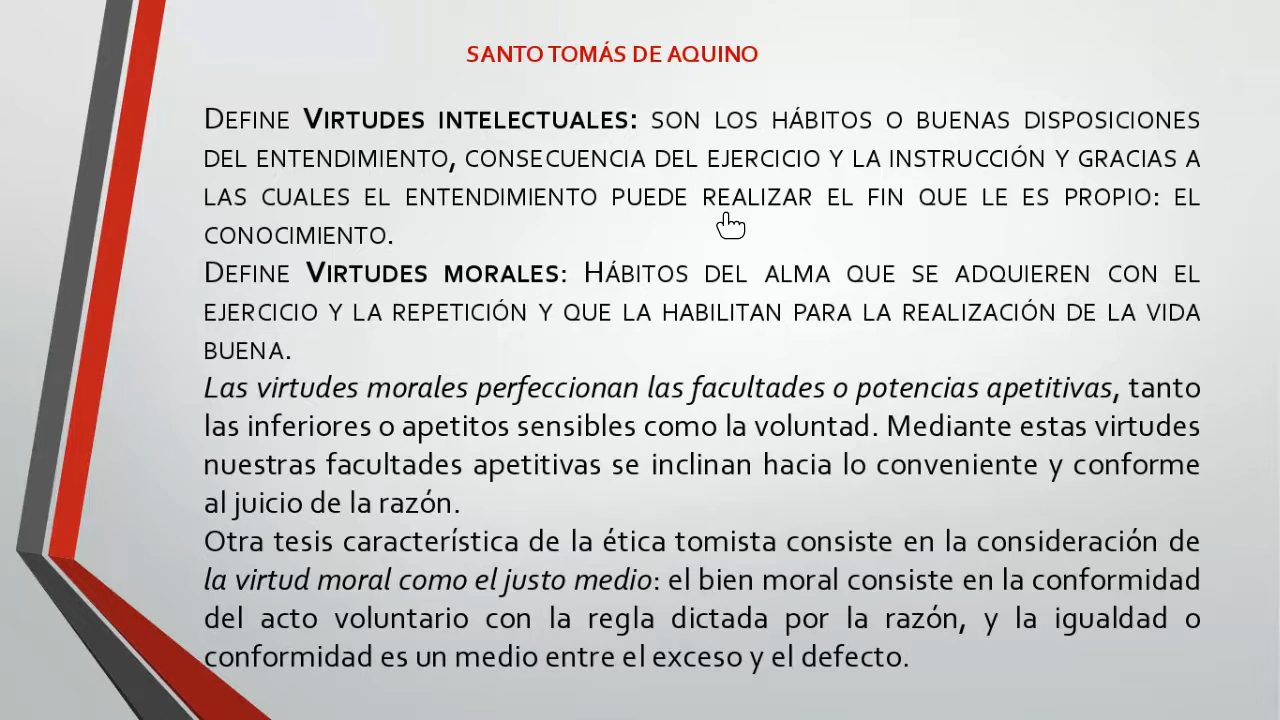 SANTO TOMÁS DE AQUINO
DEFINE VIRTUDES INTELECTUALES: SON LOS HÁBITOS O BUENAS DISPOSICIONES
DEL ENTENDIMIENTO, CONSECUENCIA DEL EJERCICIO Y LA INSTRUCCIÓN Y GRACIAS A
LAS CUALES EL ENTENDIMIENTO PUEDE REALIZAR EL FIN QUE LE ES PROPIO: EL
CONOCIMIENTO.
DEFINE VIRTUDES MORALES: HÁBITOS DEL ALMA QUE SE ADQUIEREN CON EL
EJERCICIO Y LA REPETICIÓN Y QUE LA HABILITAN PARA LA REALIZACIÓN DE LA VIDA
BUENA.
Las virtudes morales perfeccionan las facultades o potencias apetitivas, tanto
las inferiores o apetitos sensibles como la voluntad. Mediante estas virtudes
nuestras facultades apetitivas se inclinan hacia lo conveniente y conforme
al juicio de la razón.
Otra tesis característica de la ética tomista consiste en la consideración de
la virtud moral como el justo medio: el bien moral consiste en la conformidad
del acto voluntario con la regla dictada por la razón, y la igualdad o
conformidad es un medio entre el exceso y el defecto.